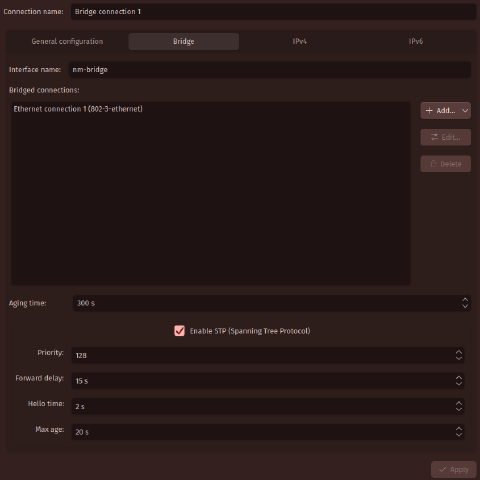 Connection name: Bridge connection 1
General configuration Bridge IPv4 IPv6
Interface name: nm-bridge
Bridged connections:
Ethernet connection 1 (802-3-ethernet)
Add...
Edit...
Delete
Aging time: 300 s
Enable STP (Spanning Tree Protocol)
Priority: 128
Forward delay: 15 s
Hello time: 2 s
Max age: 20 s
Apply